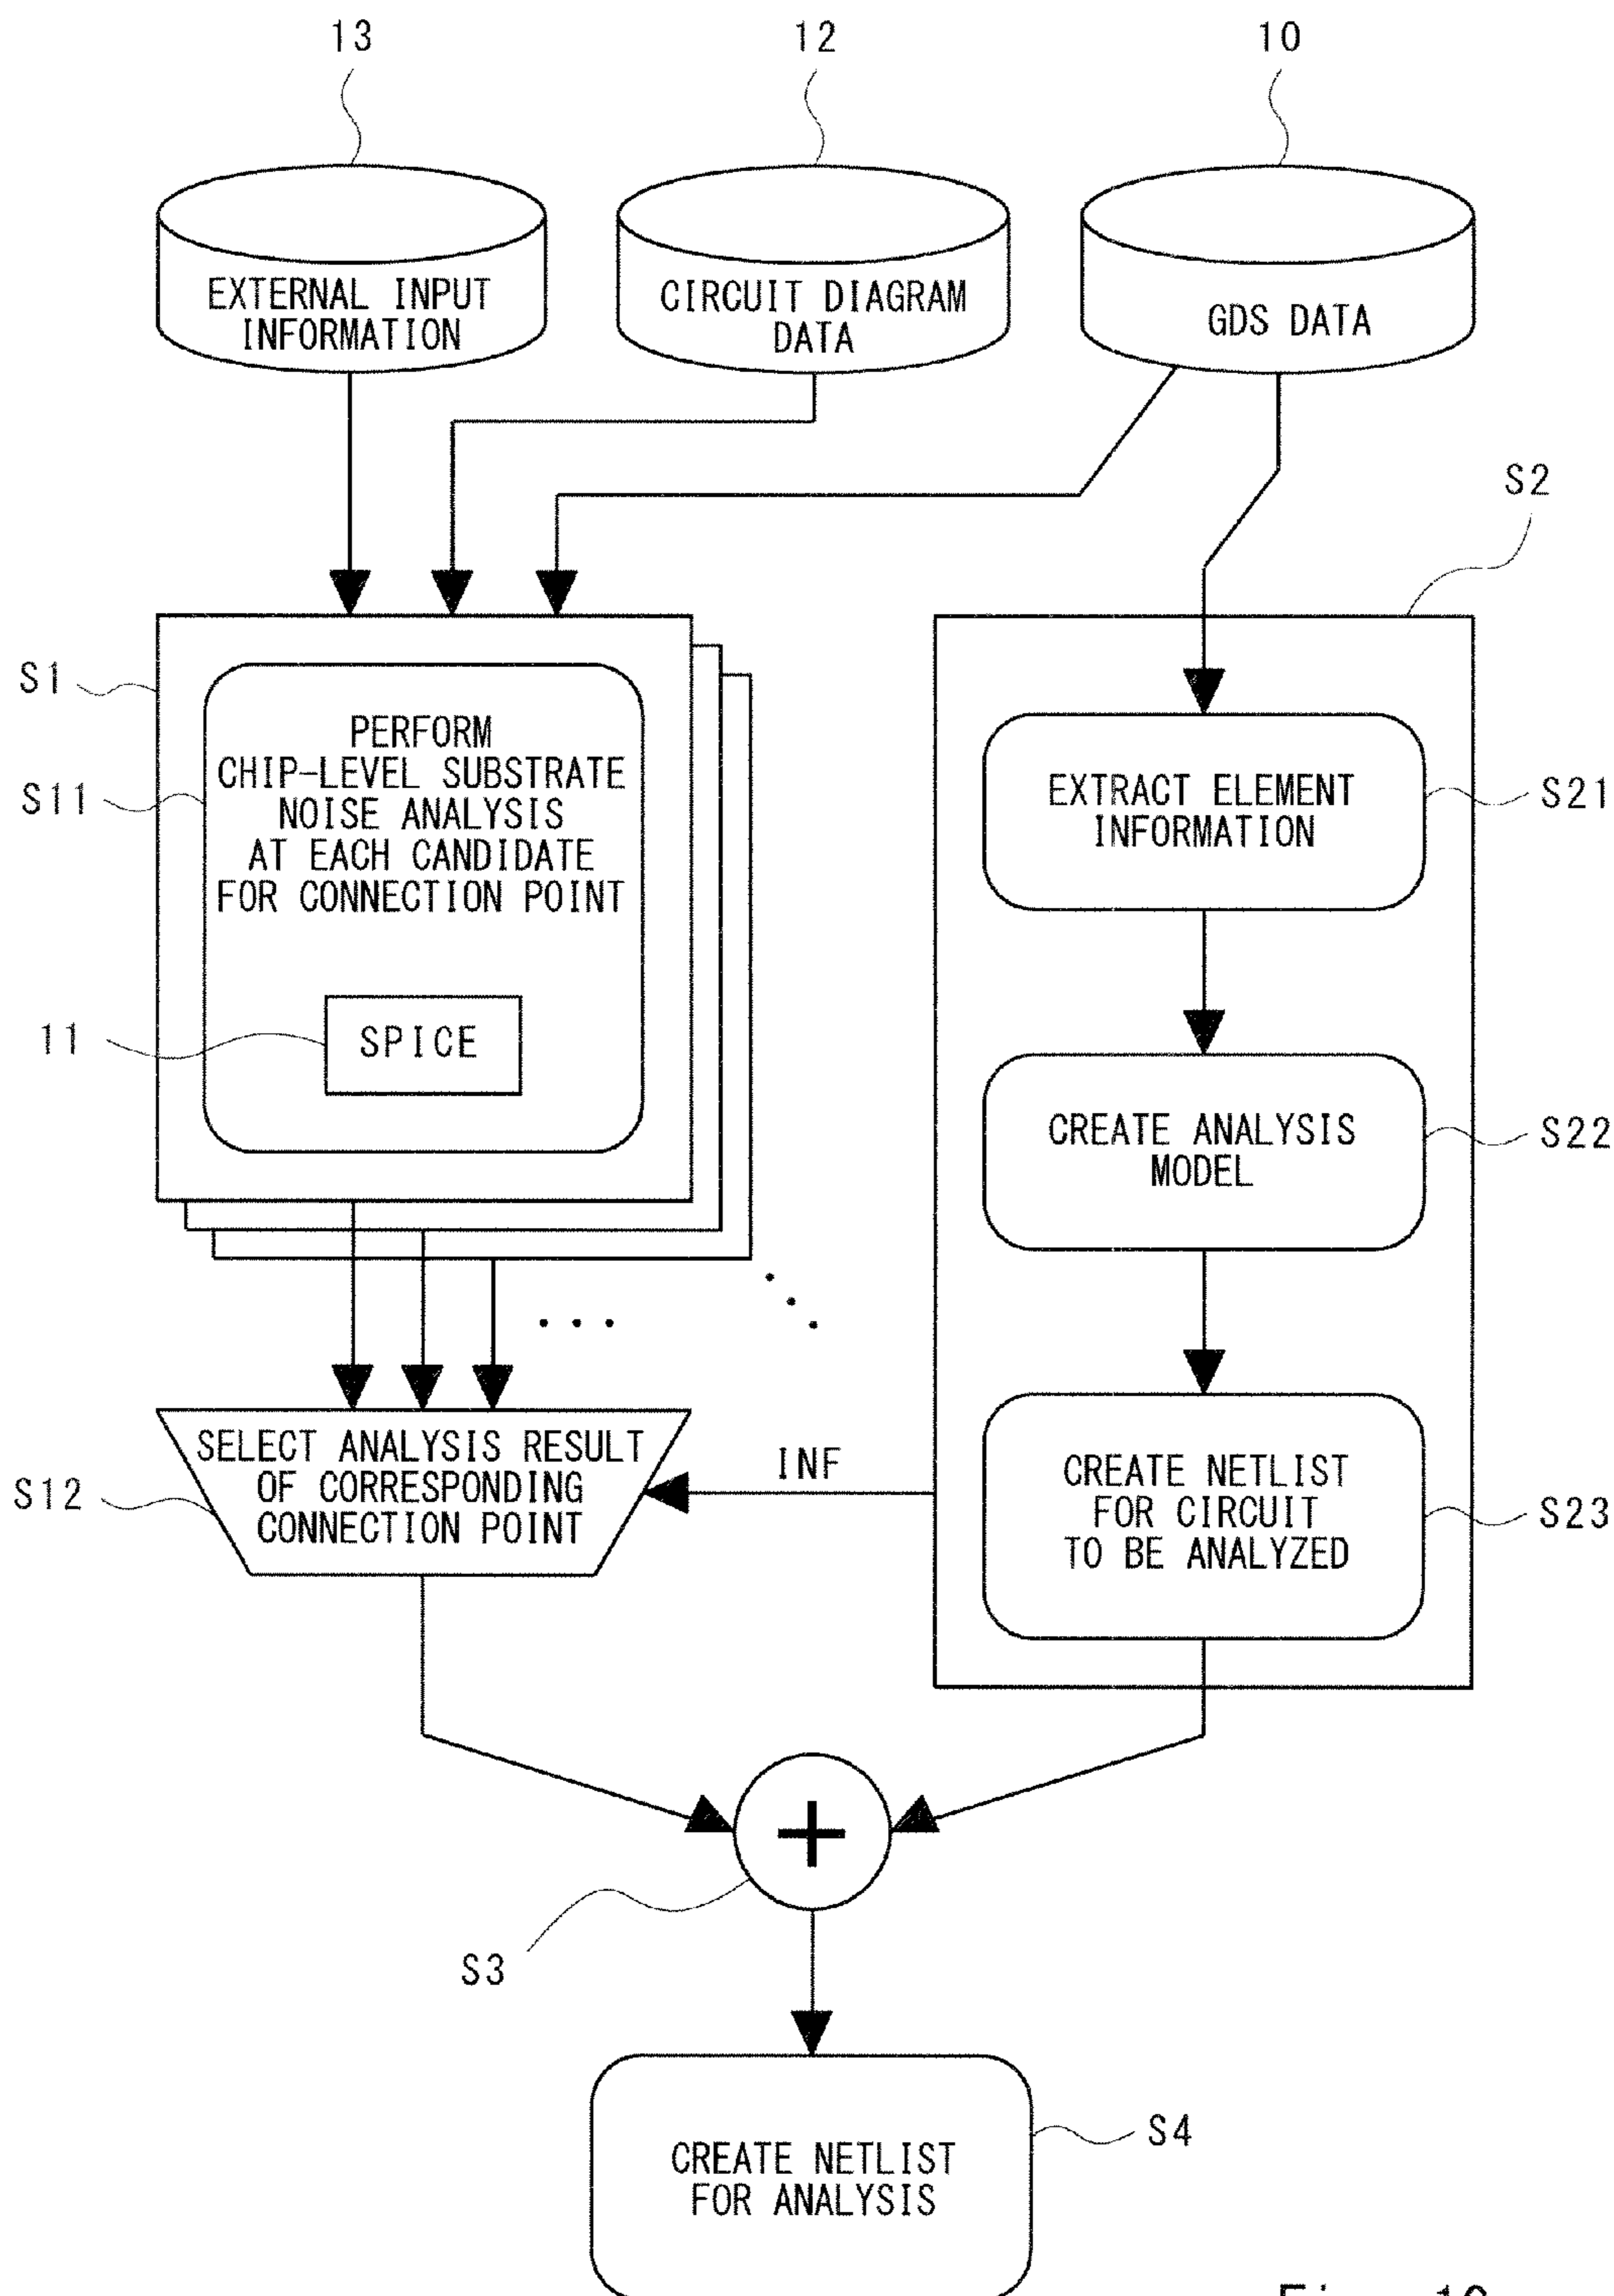 13
12
10
EXTERNAL INPUT
INFORMATION
CIRCUIT DIAGRAM
DATA
GDS DATA
S2
S1
S11
PERFORM
CHIP-LEVEL SUBSTRATE
NOISE ANALYSIS
AT EACH CANDIDATE
FOR CONNECTION POINT
11
SPICE
EXTRACT ELEMENT
INFORMATION
S21
CREATE ANALYSIS
MODEL
S22
S12
SELECT ANALYSIS RESULT
OF CORRESPONDING
CONNECTION POINT
INF
CREATE NETLIST
FOR CIRCUIT
TO BE ANALYZED
S23
+
S3
CREATE NETLIST
FOR ANALYSIS
S4